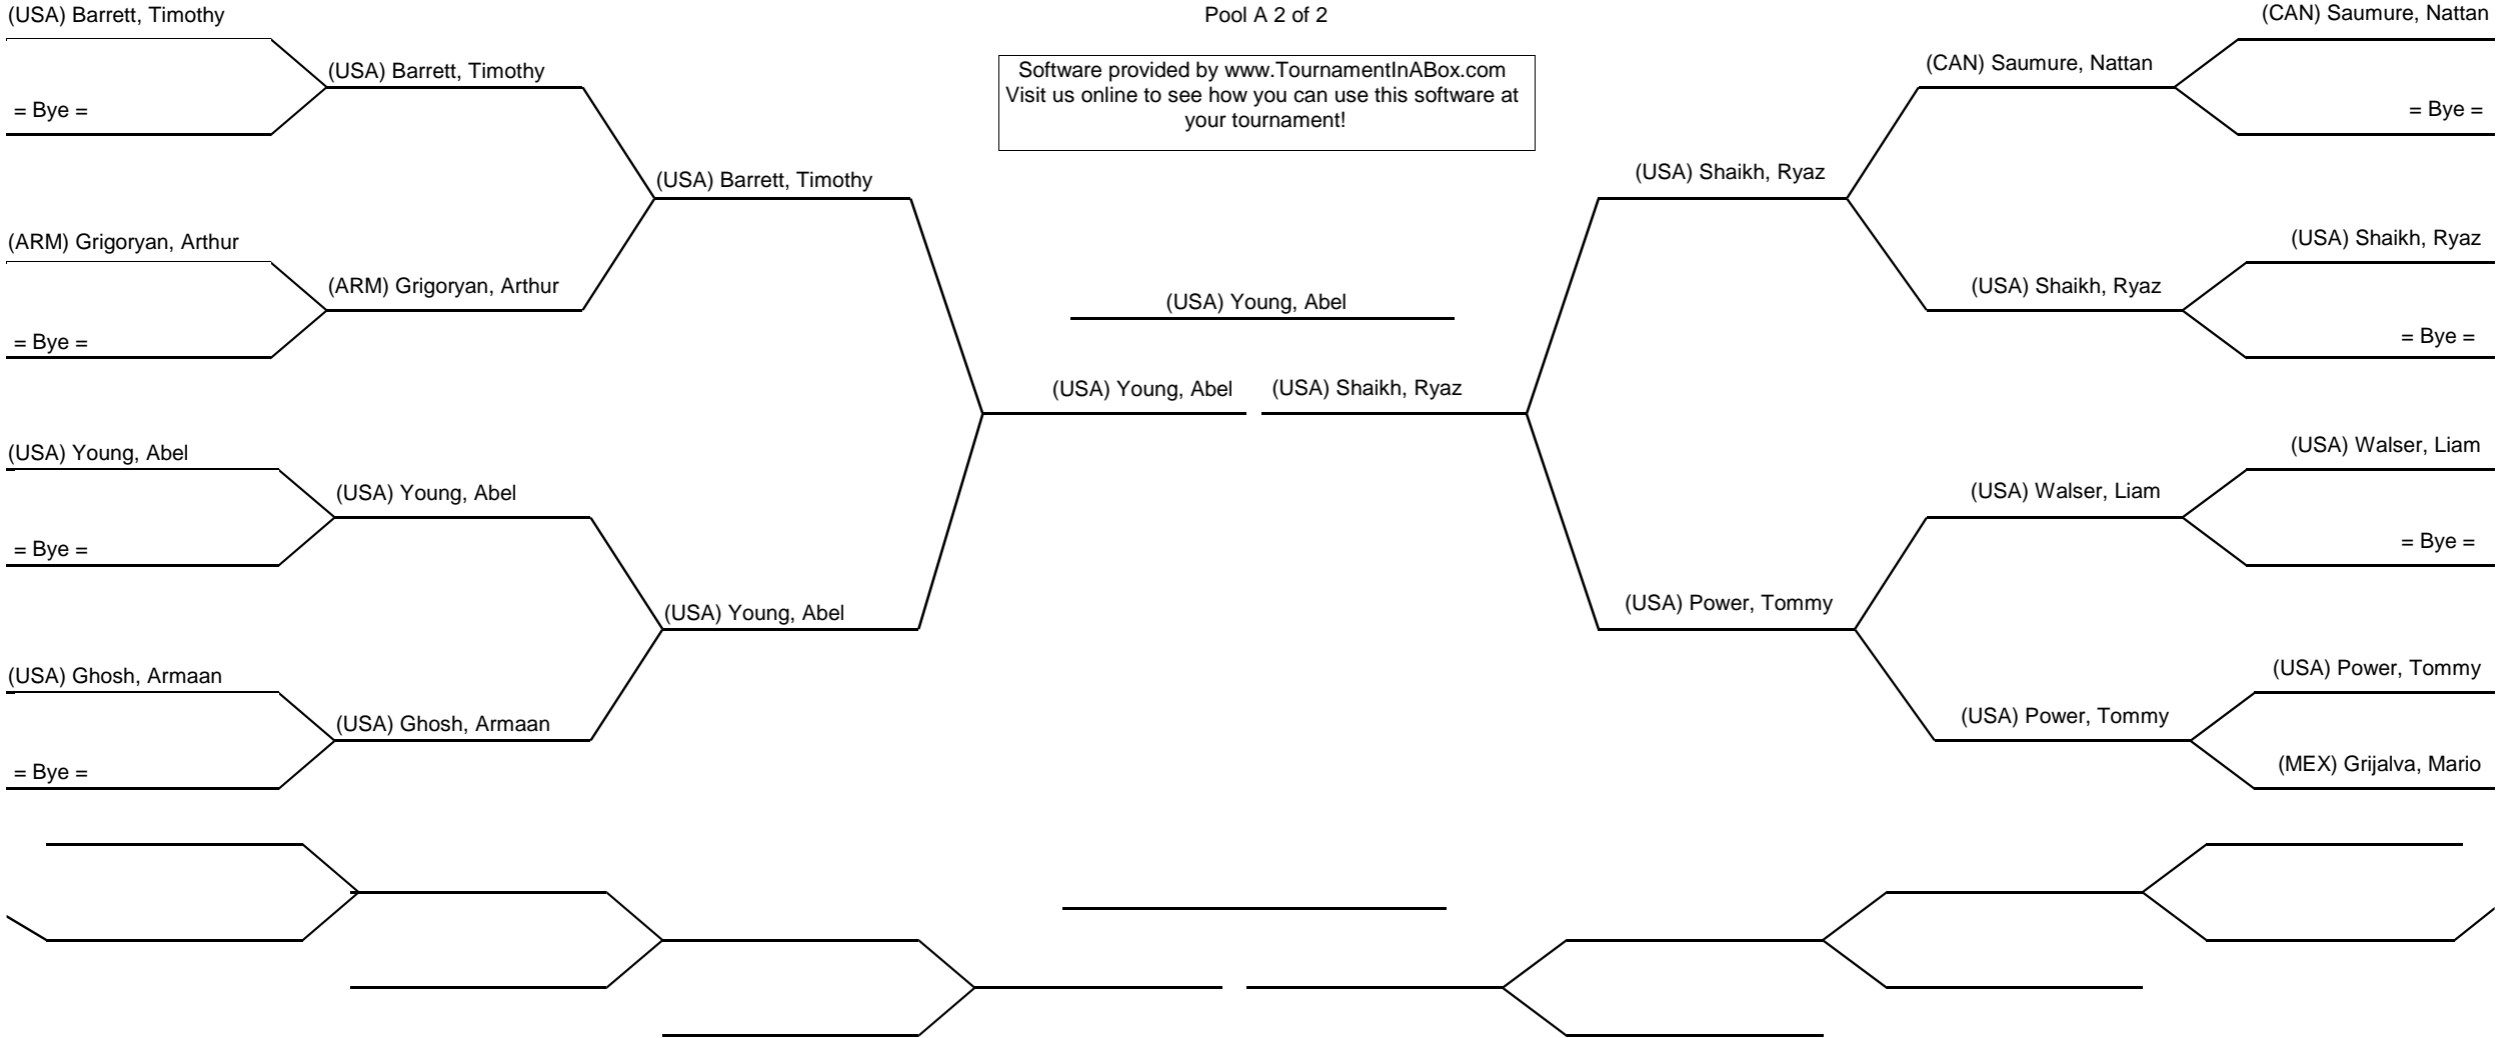 (USA) Barrett, Timothy
Pool A 2 of 2
(CAN) Saumure, Nattan
(USA) Barrett, Timothy
Software provided by www.TournamentInABox.com
Visit us online to see how you can use this software at
your tournament!
(CAN) Saumure, Nattan
= Bye =
= Bye =
(USA) Barrett, Timothy
(USA) Shaikh, Ryaz
(ARM) Grigoryan, Arthur
(USA) Shaikh, Ryaz
(ARM) Grigoryan, Arthur
(USA) Young, Abel
(USA) Shaikh, Ryaz
= Bye =
= Bye =
(USA) Young, Abel
(USA) Shaikh, Ryaz
(USA) Young, Abel
(USA) Walser, Liam
(USA) Young, Abel
(USA) Walser, Liam
= Bye =
= Bye =
(USA) Young, Abel
(USA) Power, Tommy
(USA) Ghosh, Armaan
(USA) Power, Tommy
(USA) Ghosh, Armaan
(USA) Power, Tommy
= Bye =
(MEX) Grijalva, Mario